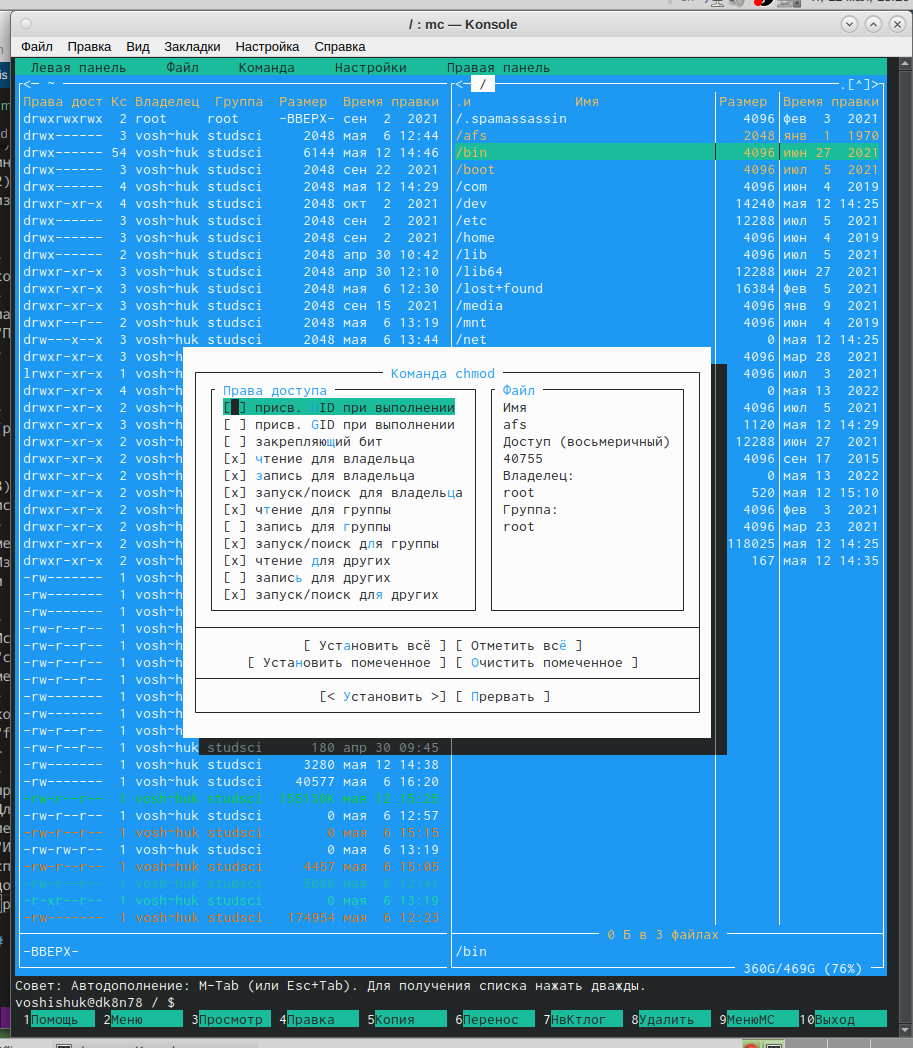 / : mc — Konsole
Файл Правка Вид Закладки Настройка Справка
Левая панель Файл Команда Настройки Правая панель
<— ~ < / .[^]>
Права дост Кс Владелец Группа Размер Время правки .и Имя Размер Время правки
drwxrwxrwx 2 root root -ВВЕРХ- сен 2 2021 /.spamassassin 4096 фев 3 2021
drwx------ 3 vosh~huk studsci 2048 мая 6 12:44 /afs 2048 янв 1 1970
drwx------ 54 vosh~huk studsci 6144 мая 12 14:46 /bin 4096 июн 27 2021
drwx------ 3 vosh~huk studsci 2048 сен 22 2021 /boot 4096 июл 5 2021
drwx------ 4 vosh~huk studsci 2048 мая 12 14:29 /com 4096 июн 4 2019
drwxr-xr-x 4 vosh~huk studsci 2048 окт 2 2021 /dev 14240 мая 12 14:25
drwx------ 3 vosh~huk studsci 2048 сен 2 2021 /etc 12288 июл 5 2021
drwx------ 3 vosh~huk studsci 2048 сен 2 2021 /home 4096 июн 4 2019
drwx------ 2 vosh~huk studsci 2048 апр 30 10:42 /lib 4096 июл 5 2021
drwxr-xr-x 3 vosh~huk studsci 2048 апр 30 12:10 /lib64 12288 июн 27 2021
drwxr-xr-x 3 vosh~huk studsci 2048 мая 6 12:30 /lost+found 16384 фев 5 2021
drwxr-xr-x 3 vosh~huk studsci 2048 сен 15 2021 /media 4096 янв 9 2021
drwxr--r-- 2 vosh~huk studsci 2048 мая 6 13:19 /mnt 4096 июн 4 2019
drwx--x--x 3 vosh~huk studsci 2048 мая 6 13:44 /net 0 мая 12 14:25
drwxr-xr-x 3 vosh~h 4096 мар 28 2021
lrwxr-xr-x 1 vosh~h Команда chmod 4096 июл 3 2021
drwxr-xr-x 4 vosh~h Права доступа Файл 0 мая 13 2022
drwxr-xr-x 2 vosh~h [ ] присв. ID при выполнении Имя 4096 июл 5 2021
drwxr-xr-x 2 vosh~h [ ] присв. GID при выполнении afs 1120 мая 12 2021
drwxr-xr-x 2 vosh~h [ ] закрепляющий бит Доступ (восьмеричный) 12288 июн 27 2021
drwxr-xr-x 2 vosh~h [x] чтение для владельца 40755 4096 сен 17 2015
drwxr-xr-x 2 vosh~h [x] запись для владельца Владелец: 0 мая 13 2022
drwxr-xr-x 2 vosh~h [x] запуск/поиск для владельца root 520 мая 12 15:10
drwxr-xr-x 2 vosh~h [x] чтение для группы Группа: 4096 фев 3 2021
drwxr-xr-x 2 vosh~h [ ] запись для группы root 4096 мар 23 2021
drwxr-xr-x 2 vosh~h [x] запуск/поиск для группы 118025 мая 12 14:25
drwxr-xr-x 2 vosh~h [x] чтение для других 167 мая 12 14:35
-rw------- 1 vosh~h [ ] запись для других
-rw------- 1 vosh~h [x] запуск/поиск для других
-rw------- 1 vosh~h
-rw-r--r-- 1 vosh~h
-rw------- 1 vosh~h [ Установить всё ] [ Отметить всё ]
-rw------- 1 vosh~h [ Установить помеченное ] [ Очистить помеченное ]
-rw-r--r-- 1 vosh~h
-rw------- 1 vosh~h [< Установить >] [ Прервать ]
-rw------- 1 vosh~h
-rw-r--r-- 1 vosh~h
-rw-r--r-- 1 vosh~huk studsci 180 апр 30 09:45
-rw------- 1 vosh~huk studsci 3280 мая 12 14:38
-rw------- 1 vosh~huk studsci 40577 мая 6 16:20
-rw-r--r-- 1 vosh~huk studsci 155136K мая 12 15:25
-rw-r--r-- 1 vosh~huk studsci 0 мая 6 12:57
-rw-r--r-- 1 vosh~huk studsci 0 мая 6 15:15
-rw-rw-r-- 1 vosh~huk studsci 0 мая 6 13:19
-rw-r--r-- 1 vosh~huk studsci 4457 мая 6 15:05
-rw-r--r-- 1 vosh~huk studsci мая 6
-r-xr--r-- 1 vosh~huk studsci 0 мая 6 13:19
-rw------- 1 vosh~huk studsci 174954 мая 6 12:23
0 Б в 3 файлах
-ВВЕРХ- /bin
360G/469G (76%)
Совет: Автодополнение: M-Tab (или Esc+Tab). Для получения списка нажать дважды.
voshishuk@dk8n78 / $
1Помощь 2Меню 3Просмотр 4Правка 5Копия 6Перенос 7НвКтлог 8Удалить 9МенюMC 10Выход